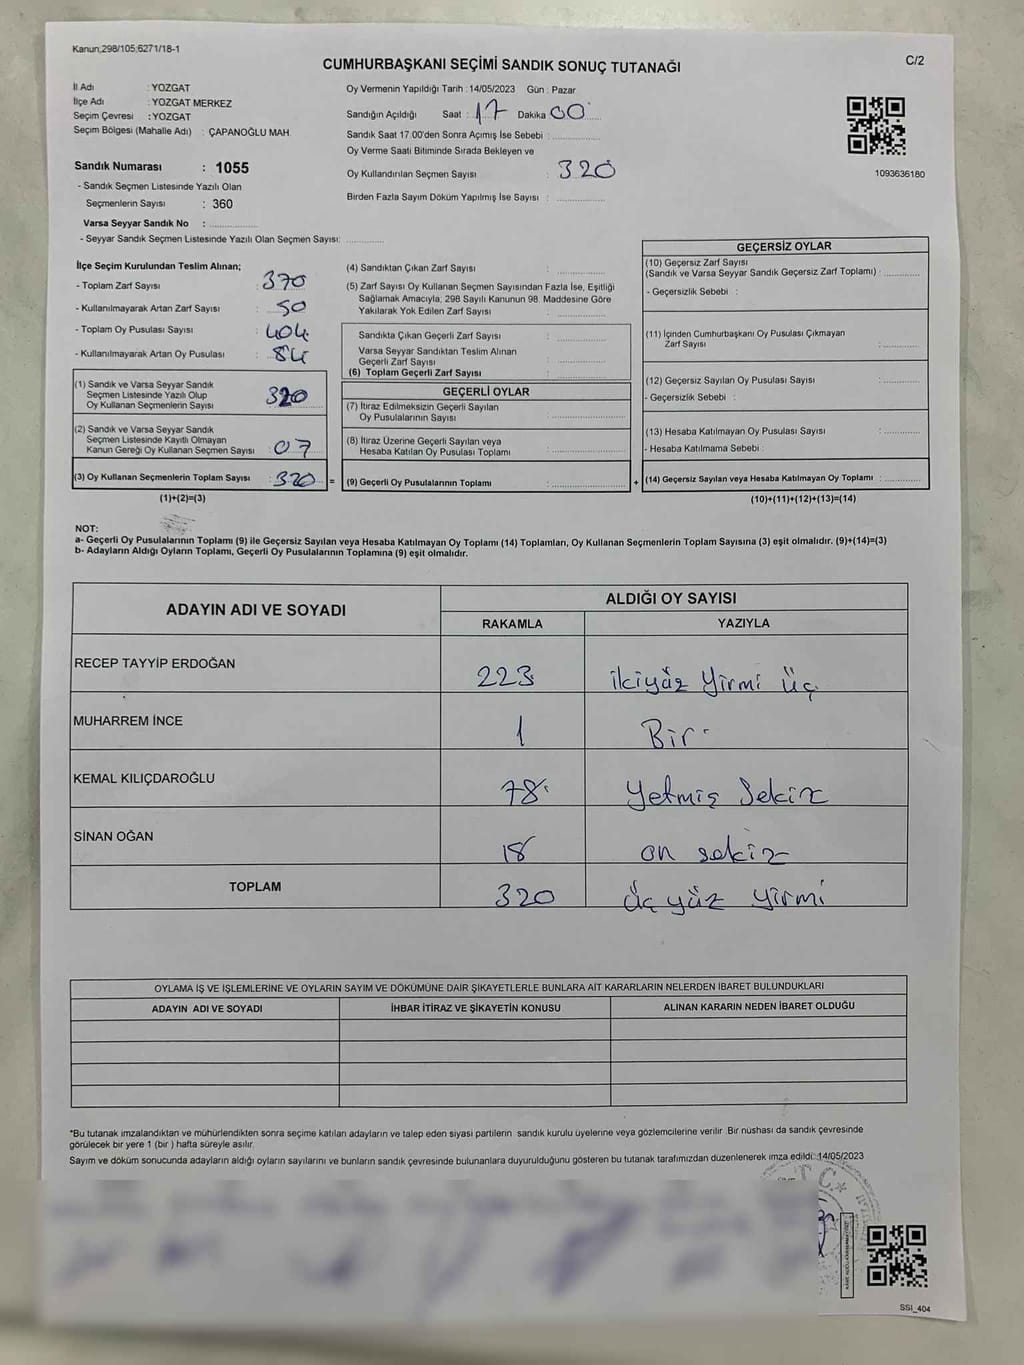 Kanun;298/105;6271/18-1
C/2
CUMHURBAŞKANI SEÇİMİ SANDIK SONUÇ TUTANAĞI
İl Adı : YOZGAT
İlçe Adı : YOZGAT MERKEZ
Seçim Çevresi : YOZGAT
Seçim Bölgesi (Mahalle Adı) : ÇAPANOĞLU MAH.
Sandık Numarası : 1055
- Sandık Seçmen Listesinde Yazılı Olan
Seçmenlerin Sayısı : 360
Varsa Seyyar Sandık No :
- Seyyar Sandık Seçmen Listesinde Yazılı Olan Seçmen Sayısı:
Oy Vermenin Yapıldığı Tarih : 14/05/2023 Gün : Pazar
Sandığın Açıldığı Saat : 17 Dakika 00
Sandık Saat 17.00'den Sonra Açımış İse Sebebi :
Oy Verme Saati Bitiminde Sırada Bekleyen ve
Oy Kullandırılan Seçmen Sayısı : 320
Birden Fazla Sayım Döküm Yapılmış İse Sayısı :
1093636180
İlçe Seçim Kurulundan Teslim Alınan;
- Toplam Zarf Sayısı : 370
- Kullanılmayarak Artan Zarf Sayısı : 50
- Toplam Oy Pusulası Sayısı : 404
- Kullanılmayarak Artan Oy Pusulası : 84
(1) Sandık ve Varsa Seyyar Sandık
Seçmen Listesinde Yazılı Olup
Oy Kullanan Seçmenlerin Sayısı : 320
(2) Sandık ve Varsa Seyyar Sandık
Seçmen Listesinde Kayıtlı Olmayan
Kanun Gereği Oy Kullanan Seçmen Sayısı : 07
(3) Oy Kullanan Seçmenlerin Toplam Sayısı : 320 =
(1)+(2)=(3)
(4) Sandıktan Çıkan Zarf Sayısı :
(5) Zarf Sayısı Oy Kullanan Seçmen Sayısından Fazla İse, Eşitliği
Sağlamak Amacıyla, 298 Sayılı Kanunun 98. Maddesine Göre
Yakılarak Yok Edilen Zarf Sayısı :
Sandıkta Çıkan Geçerli Zarf Sayısı :
Varsa Seyyar Sandıktan Teslim Alınan
Geçerli Zarf Sayısı :
(6) Toplam Geçerli Zarf Sayısı :
GEÇERLİ OYLAR
(7) İtiraz Edilmeksizin Geçerli Sayılan
Oy Pusulalarının Sayısı :
(8) İtiraz Üzerine Geçerli Sayılan veya
Hesaba Katılan Oy Pusulası Toplamı :
(9) Geçerli Oy Pusulalarının Toplamı : +
GEÇERSİZ OYLAR
(10) Geçersiz Zarf Sayısı
(Sandık ve Varsa Seyyar Sandık Geçersiz Zarf Toplamı) :
- Geçersizlik Sebebi :
(11) İçinden Cumhurbaşkanı Oy Pusulası Çıkmayan
Zarf Sayısı :
(12) Geçersiz Sayılan Oy Pusulası Sayısı :
- Geçersizlik Sebebi :
(13) Hesaba Katılmayan Oy Pusulası Sayısı :
- Hesaba Katılmama Sebebi :
(14) Geçersiz Sayılan veya Hesaba Katılmayan Oy Toplamı :
(10)+(11)+(12)+(13)=(14)
NOT:
a- Geçerli Oy Pusulalarının Toplamı (9) ile Geçersiz Sayılan veya Hesaba Katılmayan Oy Toplamı (14) Toplamları, Oy Kullanan Seçmenlerin Toplam Sayısına (3) eşit olmalıdır. (9)+(14)=(3)
b- Adayların Aldığı Oyların Toplamı, Geçerli Oy Pusulalarının Toplamına (9) eşit olmalıdır.
ADAYIN ADI VE SOYADI
ALDIĞI OY SAYISI
RAKAMLA YAZIYLA
RECEP TAYYİP ERDOĞAN 223 ikiyüz yirmi üç
MUHARREM İNCE 1 Bir
KEMAL KILIÇDAROĞLU 78 Yetmiş Sekiz
SİNAN OĞAN 18 on sekiz
TOPLAM 320 üç yüz yirmi
OYLAMA İŞ VE İŞLEMLERİNE VE OYLARIN SAYIM VE DÖKÜMÜNE DAİR ŞİKAYETLERLE BUNLARA AİT KARARLARIN NELERDEN İBARET BULUNDUKLARI
ADAYIN ADI VE SOYADI İHBAR İTİRAZ VE ŞİKAYETİN KONUSU ALINAN KARARIN NEDEN İBARET OLDUĞU
*Bu tutanak imzalandıktan ve mühürlendikten sonra seçime katılan adayların ve talep eden siyasi partilerin sandık kurulu üyelerine veya gözlemcilerine verilir. Bir nüshası da sandık çevresinde
görülecek bir yere 1 (bir ) hafta süreyle asılır.
Sayım ve döküm sonucunda adayların aldığı oyların sayılarını ve bunların sandık çevresinde bulunanlara duyurulduğunu gösteren bu tutanak tarafımızdan düzenlenerek imza edildi. 14/05/2023
T.C.
SSI_404